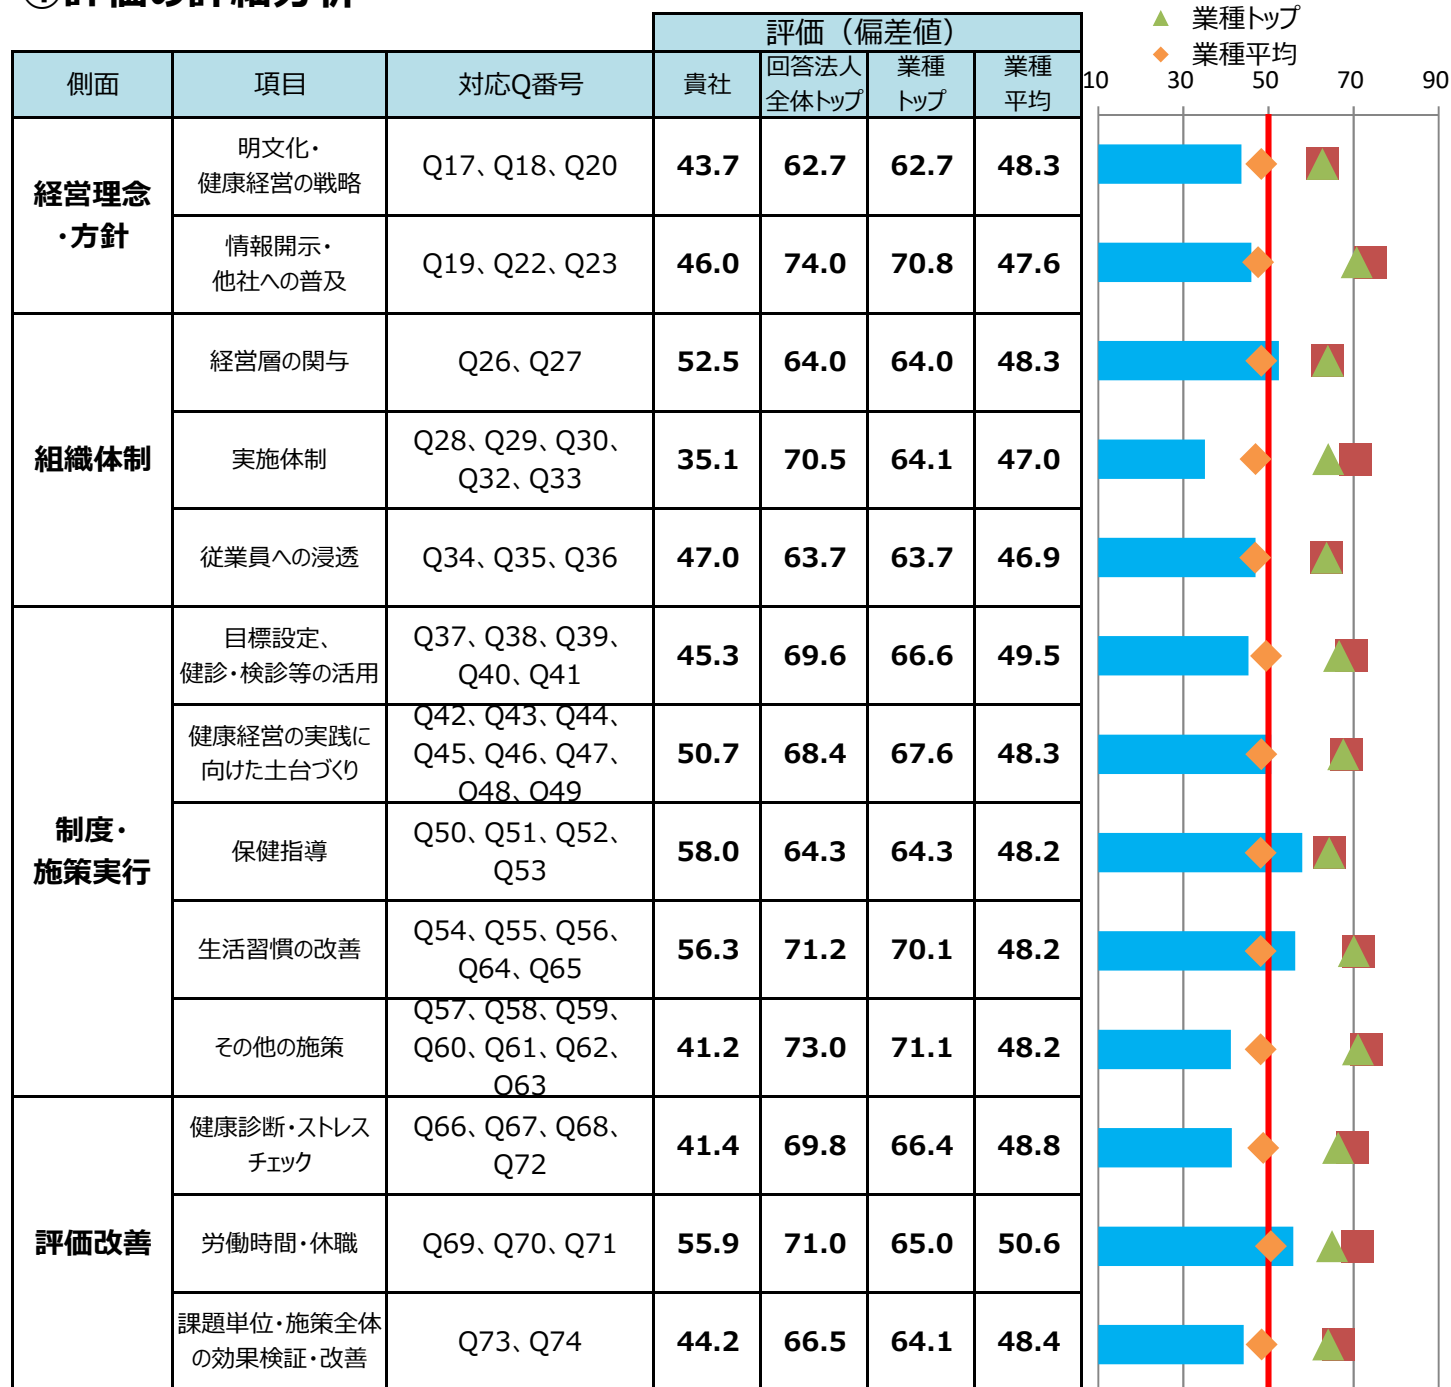 ①評価の詳細分析
業種トップ
業種平均
10 30 50 70 90
評価（偏差値）
側面 項目 対応Q番号 貴社 回答法人 業種 業種
全体トップ トップ 平均
経営理念
・方針
明文化・
健康経営の戦略
Q17、Q18、Q20 43.7 62.7 62.7 48.3
情報開示・
他社への普及
Q19、Q22、Q23 46.0 74.0 70.8 47.6
組織体制
経営層の関与 Q26、Q27 52.5 64.0 64.0 48.3
実施体制
Q28、Q29、Q30、
Q32、Q33
35.1 70.5 64.1 47.0
従業員への浸透 Q34、Q35、Q36 47.0 63.7 63.7 46.9
制度・
施策実行
目標設定、
健診・検診等の活用
Q37、Q38、Q39、
Q40、Q41
45.3 69.6 66.6 49.5
健康経営の実践に
向けた土台づくり
Q42、Q43、Q44、
Q45、Q46、Q47、
Q48、Q49
50.7 68.4 67.6 48.3
保健指導
Q50、Q51、Q52、
Q53
58.0 64.3 64.3 48.2
生活習慣の改善
Q54、Q55、Q56、
Q64、Q65
56.3 71.2 70.1 48.2
その他の施策
Q57、Q58、Q59、
Q60、Q61、Q62、
Q63
41.2 73.0 71.1 48.2
評価改善
健康診断・ストレス
チェック
Q66、Q67、Q68、
Q72
41.4 69.8 66.4 48.8
労働時間・休職 Q69、Q70、Q71 55.9 71.0 65.0 50.6
課題単位・施策全体
の効果検証・改善
Q73、Q74 44.2 66.5 64.1 48.4